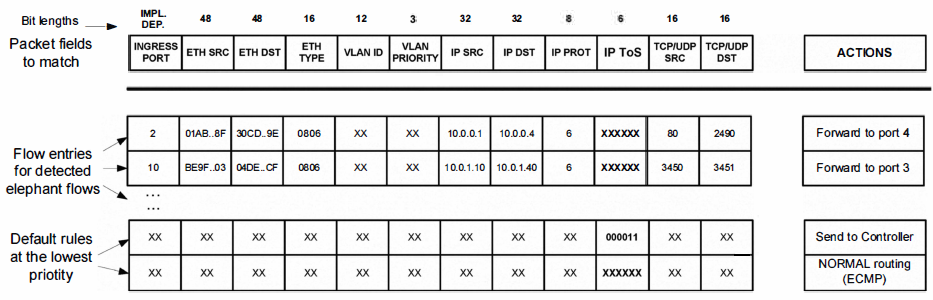 Bit lengths IMPL. DEP. 48 48 16 12 3 32 32 8 6 16 16
Packet fields to match INGRESS PORT ETH SRC ETH DST ETH TYPE VLAN ID VLAN PRIORITY IP SRC IP DST IP PROT IP ToS TCP/UDP SRC TCP/UDP DST ACTIONS
2 01AB..8F 30CD..9E 0806 XX XX 10.0.0.1 10.0.0.4 6 XXXXXX 80 2490 Forward to port 4
Flow entries for detected elephant flows
10 BE9F..03 04DE..CF 0806 XX XX 10.0.1.10 10.0.1.40 6 XXXXXX 3450 3451 Forward to port 3
...
...
Default rules at the lowest priotity
XX XX XX XX XX XX XX XX XX 000011 XX XX Send to Controller
XX XX XX XX XX XX XX XX XX XXXXXX XX XX NORMAL routing (ECMP)